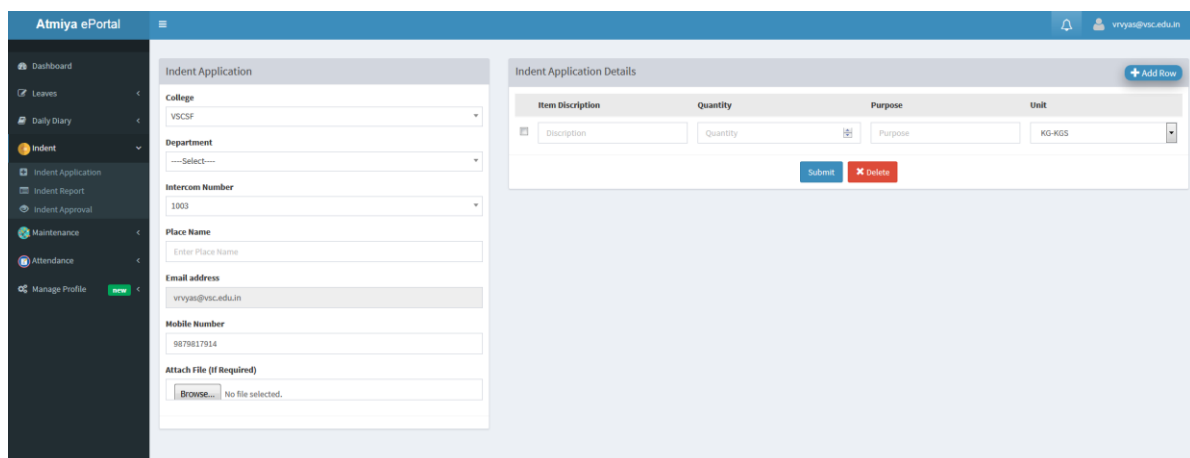 Atmiya ePortal
vrvyas@vsc.edu.in
Dashboard
Leaves
Daily Diary
Indent
Indent Application
Indent Report
Indent Approval
Maintenance
Attendance
Manage Profile new
Indent Application
College
VSCSF
Department
----Select----
Intercom Number
1003
Place Name
Enter Place Name
Email address
vrvyas@vsc.edu.in
Mobile Number
9879817914
Attach File (If Required)
Browse... No file selected.
Indent Application Details
Add Row
Item Discription Quantity Purpose Unit
Discription Quantity Purpose KG-KGS
Submit Delete